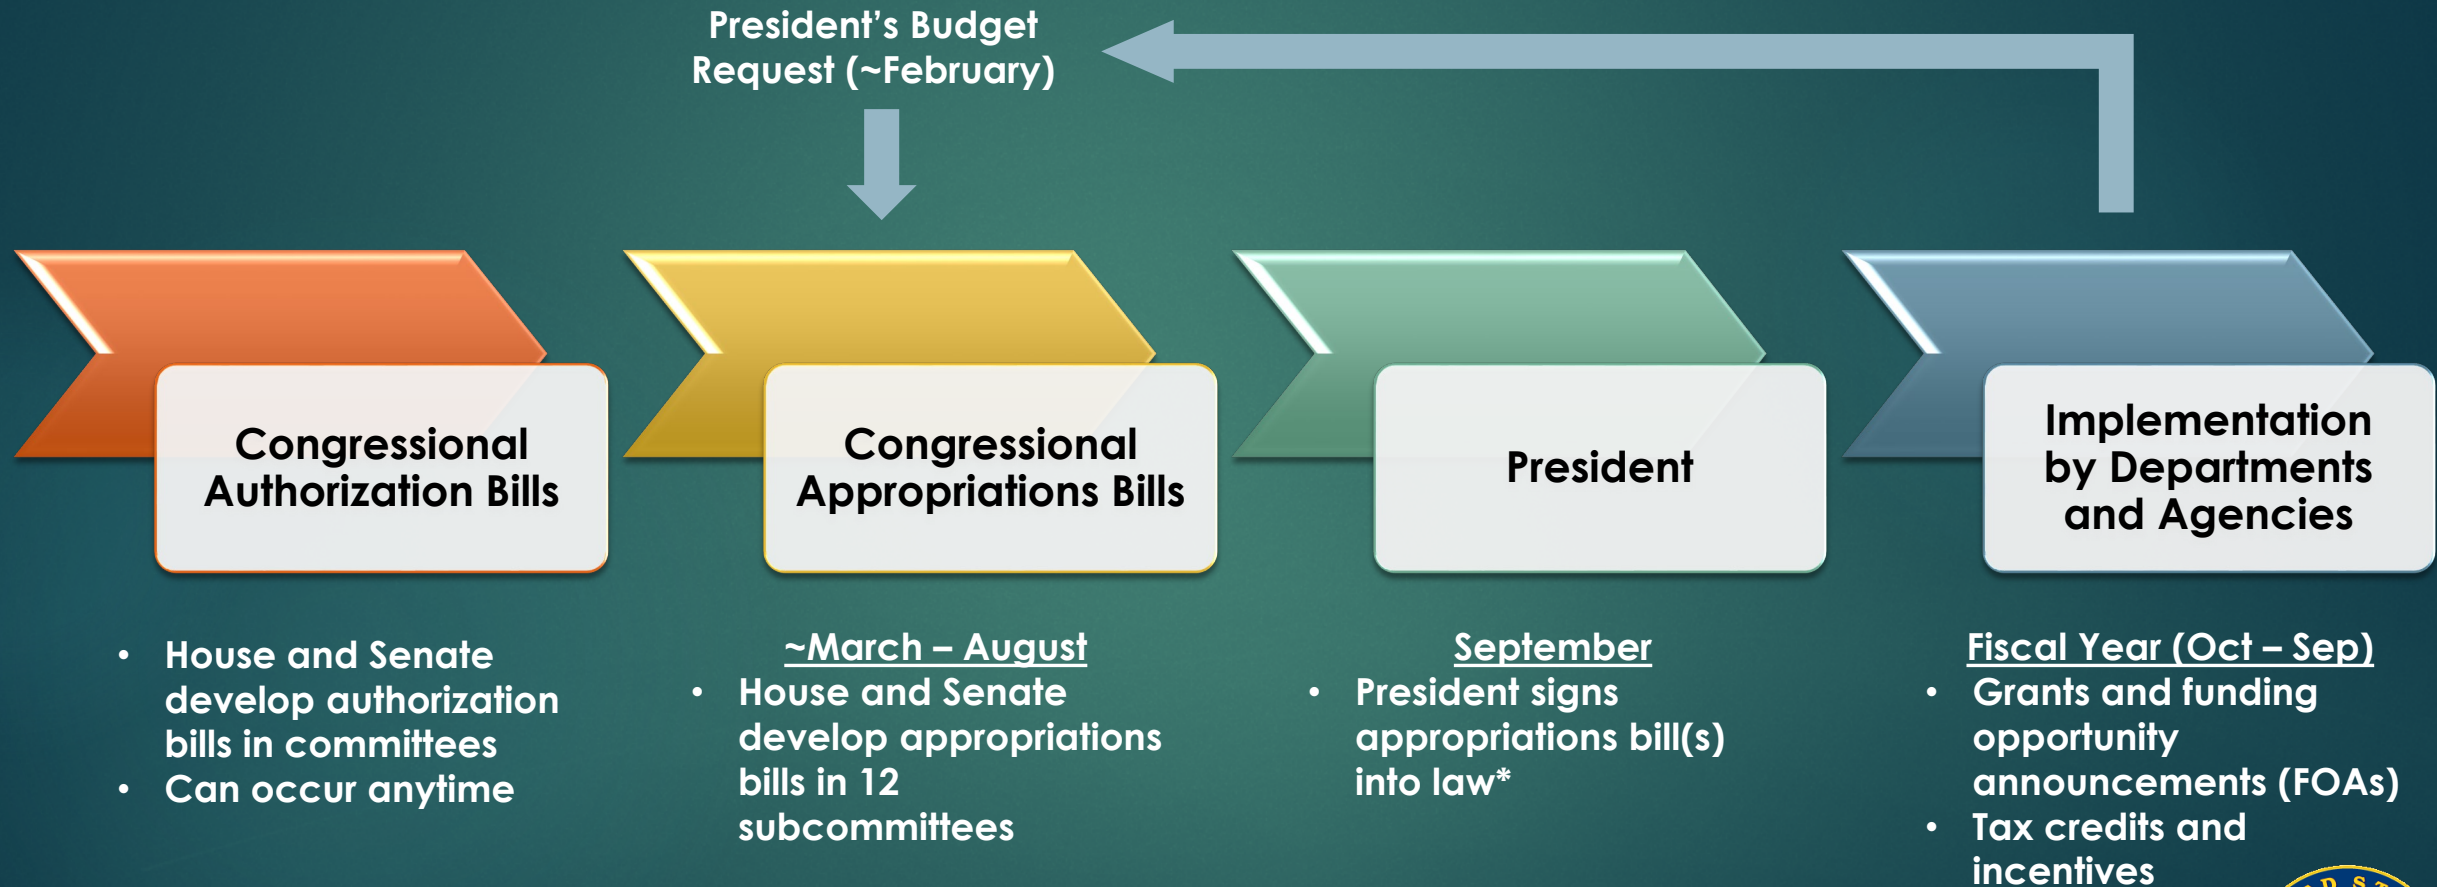 President’s Budget
Request (~February)
Congressional
Authorization Bills
Congressional
Appropriations Bills
President
Implementation
by Departments
and Agencies
• House and Senate
develop authorization
bills in committees
• Can occur anytime
~March – August
• House and Senate
develop appropriations
bills in 12
subcommittees
September
• President signs
appropriations bill(s)
into law*
Fiscal Year (Oct – Sep)
• Grants and funding
opportunity
announcements (FOAs)
• Tax credits and
incentives